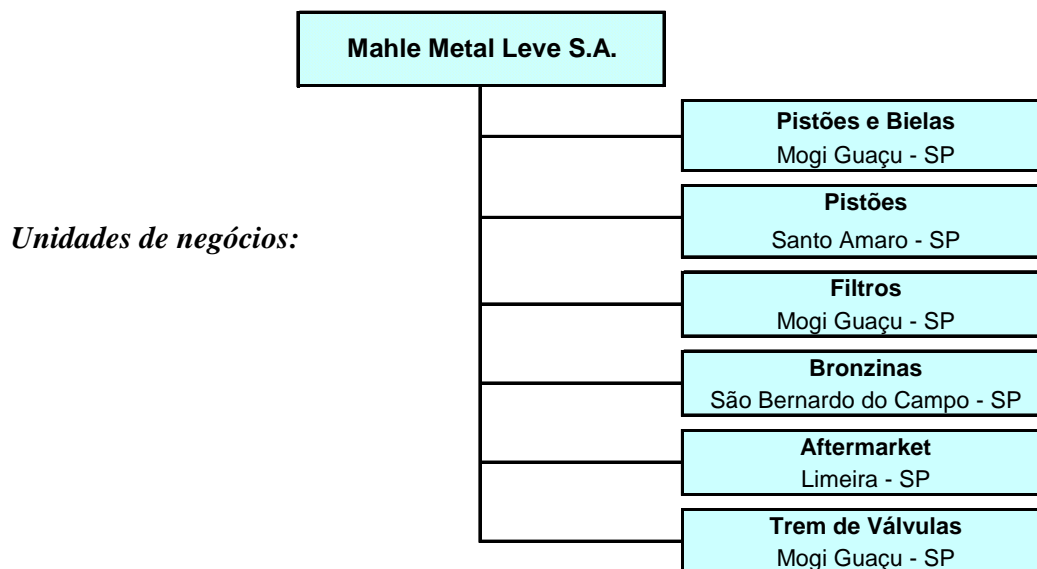 Mahle Metal Leve S.A.
Pistões e Bielas
Mogi Guaçu - SP
Pistões
Santo Amaro - SP
Unidades de negócios:
Filtros
Mogi Guaçu - SP
Bronzinas
São Bernardo do Campo - SP
Aftermarket
Limeira - SP
Trem de Válvulas
Mogi Guaçu - SP